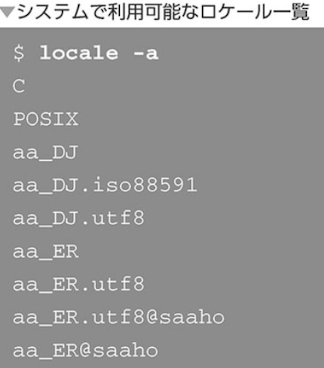 ▼システムで利用可能なロケール一覧
$ locale -a
C
POSIX
aa_DJ
aa_DJ.iso88591
aa_DJ.utf8
aa_ER
aa_ER.utf8
aa_ER.utf8@saaho
aa_ER@saaho